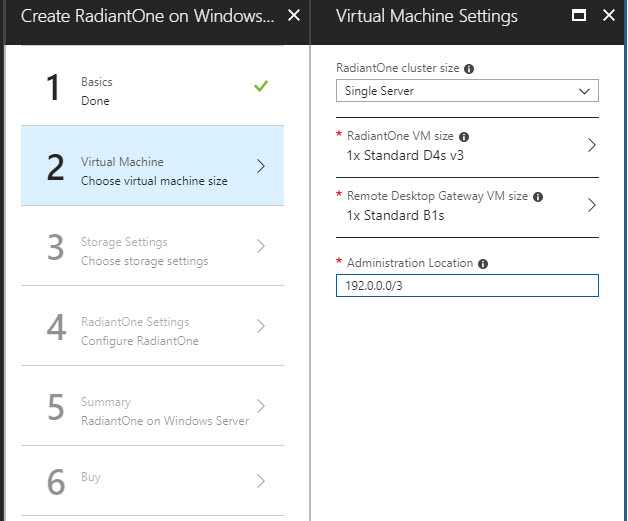 Create RadiantOne on Windows...
1
Basics
Done
2
Virtual Machine
Choose virtual machine size
3
Storage Settings
Choose storage settings
4
RadiantOne Settings
Configure RadiantOne
5
Summary
RadiantOne on Windows Server
6
Buy
Virtual Machine Settings
RadiantOne cluster size
Single Server
* RadiantOne VM size
1x Standard D4s v3
* Remote Desktop Gateway VM size
1x Standard B1s
* Administration Location
192.0.0.0/3